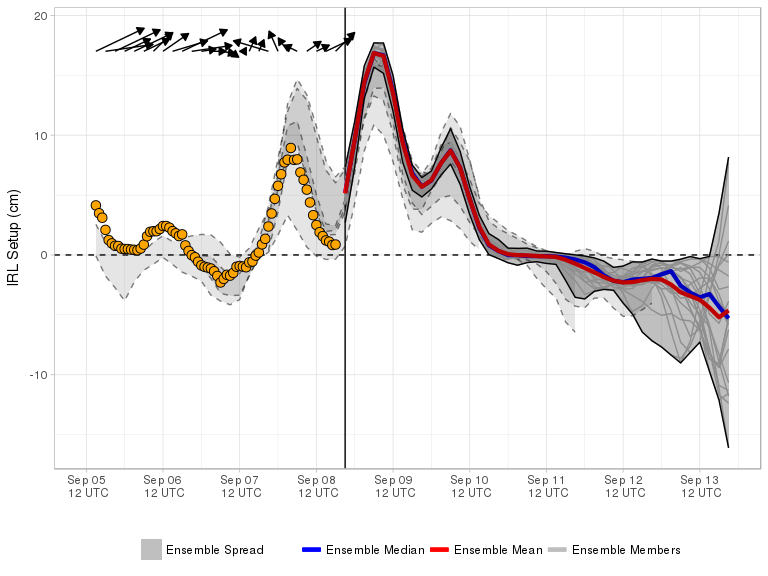 20
10
0
-10
IRL Setup (cm)
Sep 05 Sep 06 Sep 07 Sep 08 Sep 09 Sep 10 Sep 11 Sep 12 Sep 13
12 UTC 12 UTC 12 UTC 12 UTC 12 UTC 12 UTC 12 UTC 12 UTC 12 UTC
Ensemble Spread Ensemble Median Ensemble Mean Ensemble Members